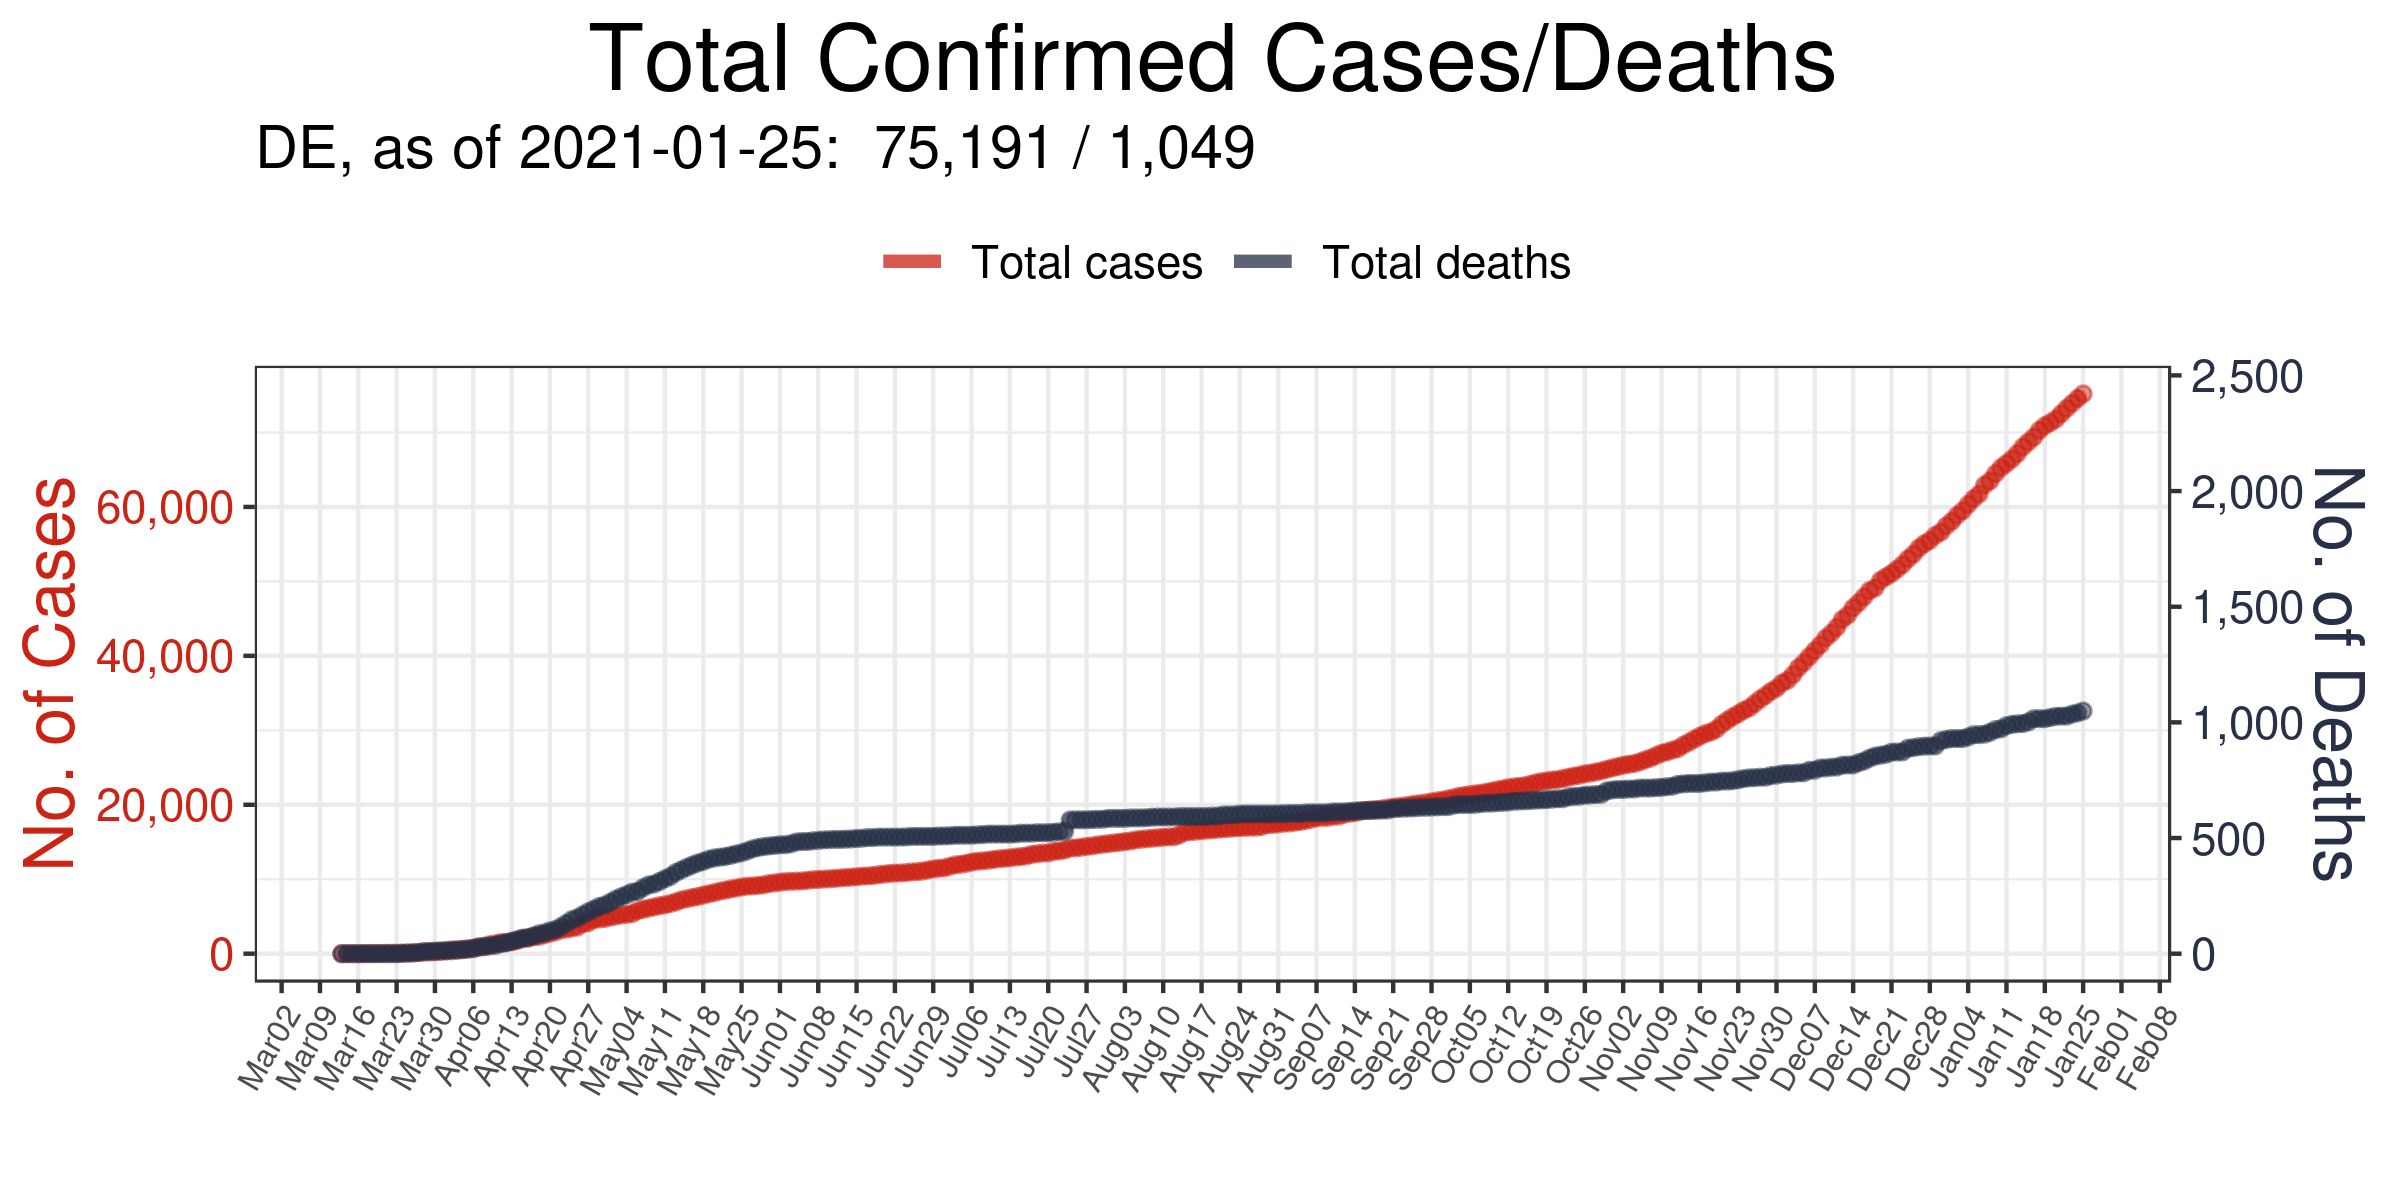 Total Confirmed Cases/Deaths
DE, as of 2021-01-25:  75,191 / 1,049
Total cases
Total deaths
No. of Cases
60,000
40,000
20,000
0
2,500
2,000
1,500
1,000
500
0
No. of Deaths
Mar02
Mar09
Mar16
Mar23
Mar30
Apr06
Apr13
Apr20
Apr27
May04
May11
May18
May25
Jun01
Jun08
Jun15
Jun22
Jun29
Jul06
Jul13
Jul20
Jul27
Aug03
Aug10
Aug17
Aug24
Aug31
Sep07
Sep14
Sep21
Sep28
Oct05
Oct12
Oct19
Oct26
Nov02
Nov09
Nov16
Nov23
Nov30
Dec07
Dec14
Dec21
Dec28
Jan04
Jan11
Jan18
Jan25
Feb01
Feb08